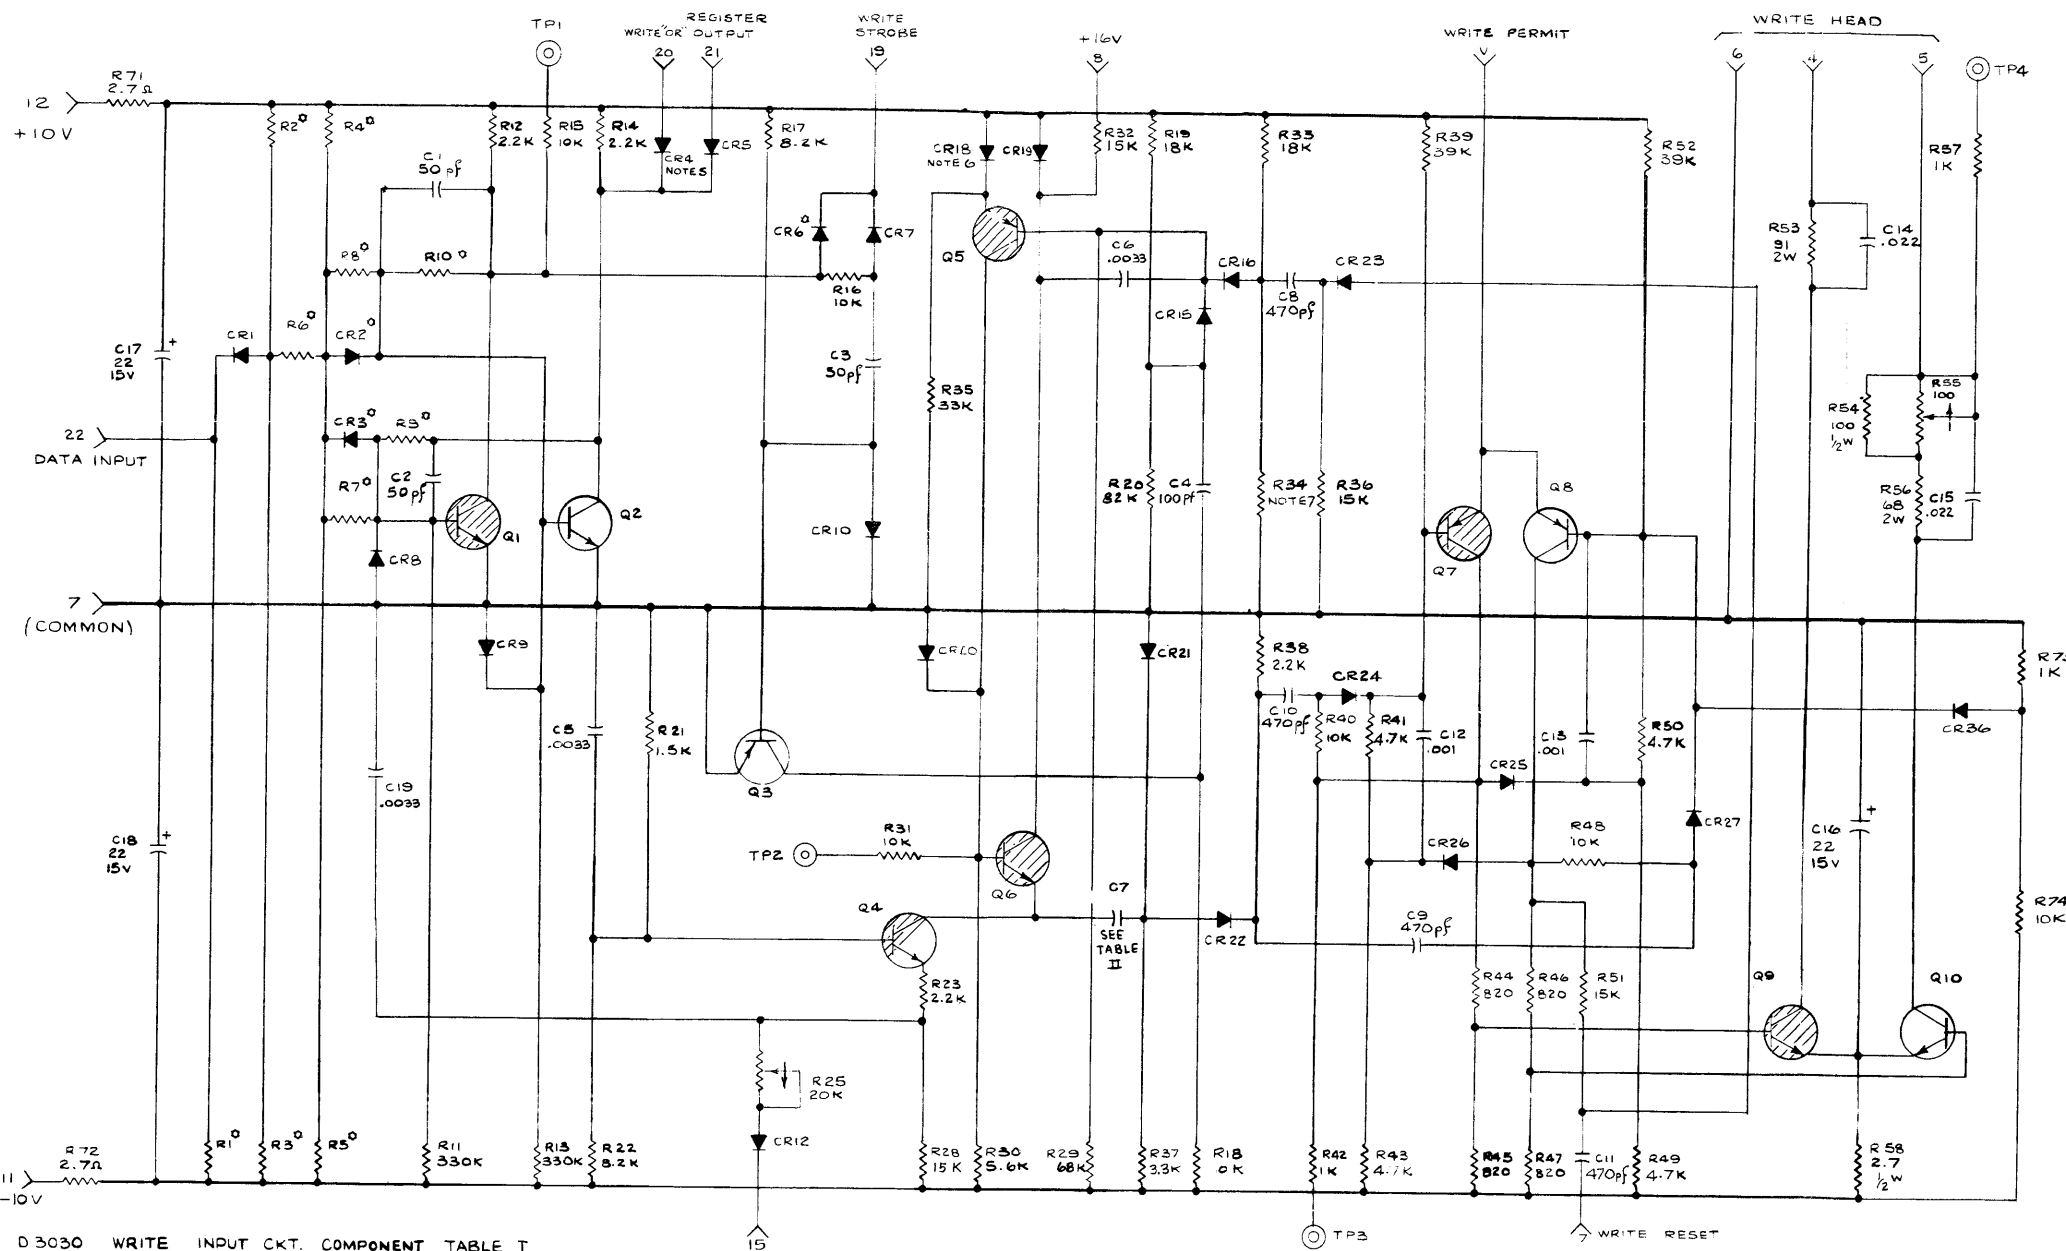 TP1
REGISTER
WRITE "OR" OUTPUT
20 21
WRITE
STROBE
19
+16V
8
WRITE PERMIT
V
WRITE HEAD
6 4 5
TP4
R71
2.7Ω
12
+10V
R2
R4
R12
2.2K
R15
10K
R14
2.2K
CR4
NOTE5
CR5
R17
8.2K
CR18
NOTE 6
CR19
R32
15K
R19
18K
R33
18K
R39
39K
R52
39K
R57
1K
C1
50pf
R8
R10
CR6
CR7
R16
10K
Q5
C6
.0033
CR16
C8
470pf
CR23
R53
91
2W
C14
.022
CR1
R6
CR2
C17
22
15V
+
C3
50pf
CR15
R35
33K
R54
100
1/2W
R55
100
22
DATA INPUT
CR3
R9
R7
C2
50pf
Q1
Q2
CR8
CR10
R20
82K
C4
100pf
R34
NOTE7
R36
15K
Q7
Q8
R56
68
2W
C15
.022
7
(COMMON)
CR9
CR21
R38
2.2K
CR24
C10
470pf
R40
10K
R41
4.7K
C12
.001
C13
.001
R50
4.7K
CR36
1K
C5
.0033
R21
1.5K
Q3
C19
.0033
CR25
C18
22
15V
+
TP2
R31
10K
Q6
CR26
R48
10K
CR27
C16
22
15V
+
Q4
C7
SEE
TABLE
II
CR22
C9
470pf
R74
10K
R23
2.2K
R44
820
R46
820
R51
15K
Q9
Q10
R25
20K
CR12
R72
2.7Ω
11
-10V
R1
R3
R5
R11
330K
R13
330K
R22
8.2K
R28
15K
R30
5.6K
R29
68K
R37
3.3K
R18
R42
1K
R43
4.7K
R45
820
R47
820
C11
470pf
R49
4.7K
R58
2.7
1/2W
15
TP3
WRITE RESET
D3030 WRITE INPUT CKT. COMPONENT TABLE I